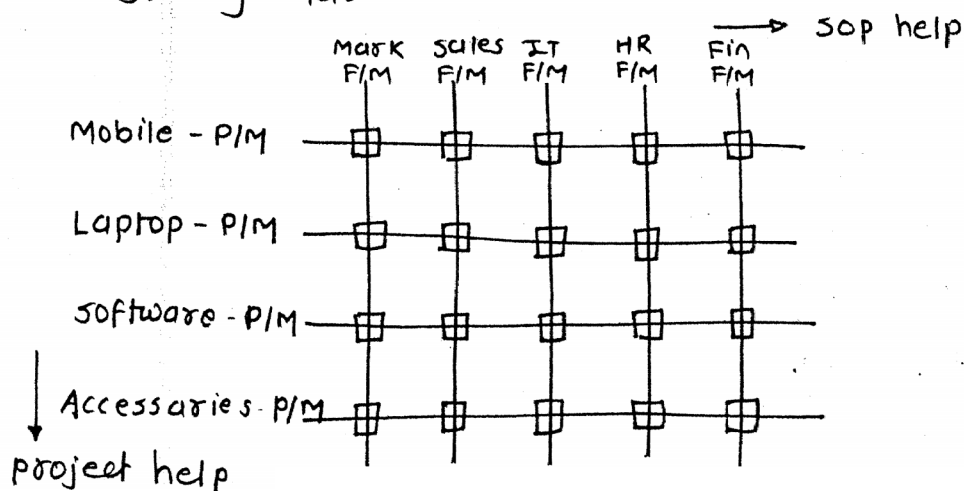 sop help
Mark Sales IT HR Fin
F/M F/M F/M F/M F/M
Mobile - P/M
Laptop - P/M
software - P/M
Accessaries - P/M
project help